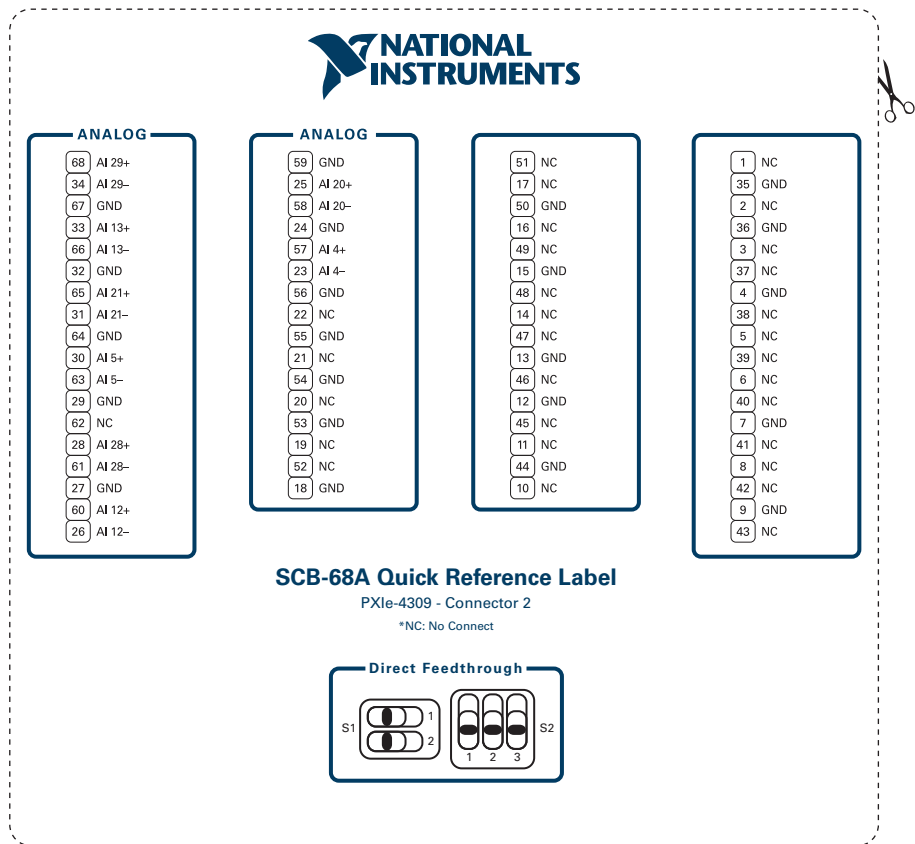 NATIONAL
INSTRUMENTS
ANALOG
68 AI 29+
34 AI 29–
67 GND
33 AI 13+
66 AI 13–
32 GND
65 AI 21+
31 AI 21–
64 GND
30 AI 5+
63 AI 5–
29 GND
62 NC
28 AI 28+
61 AI 28–
27 GND
60 AI 12+
26 AI 12–
ANALOG
59 GND
25 AI 20+
58 AI 20–
24 GND
57 AI 4+
23 AI 4–
56 GND
22 NC
55 GND
21 NC
54 GND
20 NC
53 GND
19 NC
52 NC
18 GND
51 NC
17 NC
50 GND
16 NC
49 NC
15 GND
48 NC
14 NC
47 NC
13 GND
46 NC
12 GND
45 NC
11 NC
44 GND
10 NC
1 NC
35 GND
2 NC
36 GND
3 NC
37 NC
4 GND
38 NC
5 NC
39 NC
6 NC
40 NC
7 GND
41 NC
8 NC
42 NC
9 GND
43 NC
SCB-68A Quick Reference Label
PXIe-4309 - Connector 2
*NC: No Connect
Direct Feedthrough
S1
1
2
1 2 3
S2